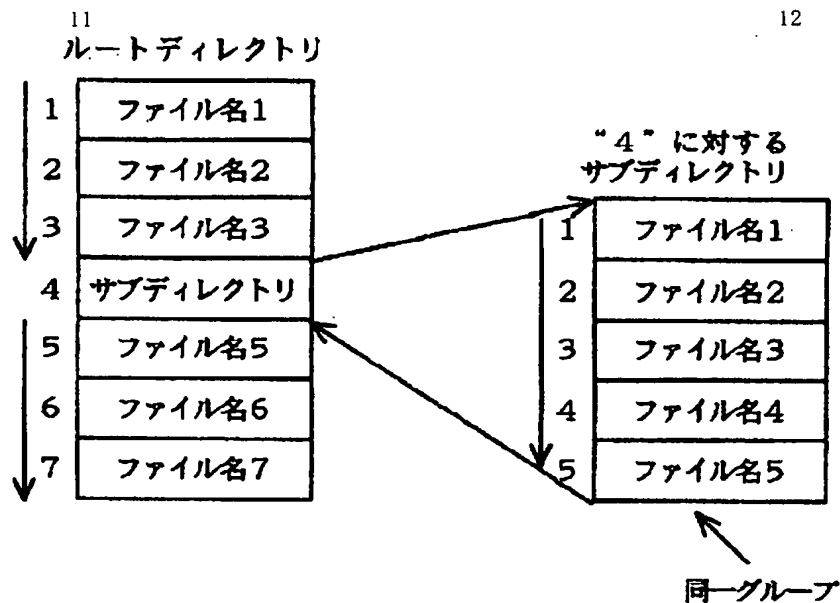 11
ルートディレクトリ
1 ファイル名1
2 ファイル名2
3 ファイル名3
4 サブディレクトリ
5 ファイル名5
6 ファイル名6
7 ファイル名7
12
“4”に対する
サブディレクトリ
1 ファイル名1
2 ファイル名2
3 ファイル名3
4 ファイル名4
5 ファイル名5
同一グループ